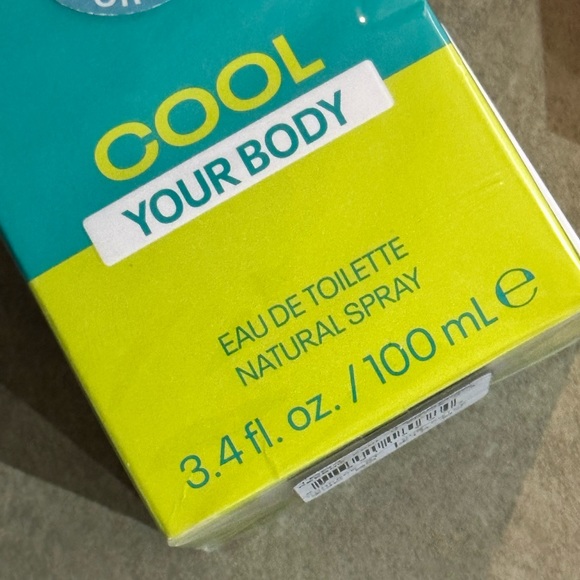 COOL
YOUR BODY
EAU DE TOILETTE
NATURAL SPRAY
3.4 fl. oz. / 100 mL ℮